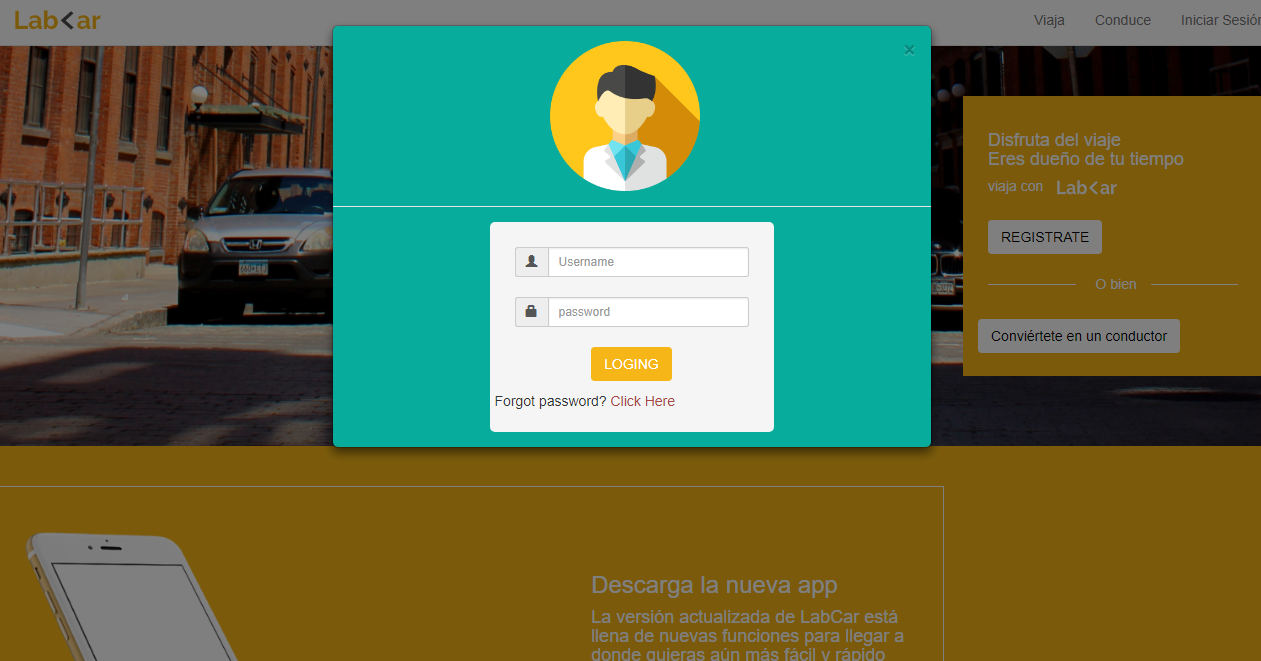 Lab<ar
Viaja
Conduce
Iniciar Sesión
×
Disfruta del viaje
Eres dueño de tu tiempo
viaja con Lab<ar
REGISTRATE
O bien
Conviértete en un conductor
Username
password
LOGING
Forgot password? Click Here
Descarga la nueva app
La versión actualizada de LabCar está
llena de nuevas funciones para llegar a
donde quieras aún más fácil y rápido